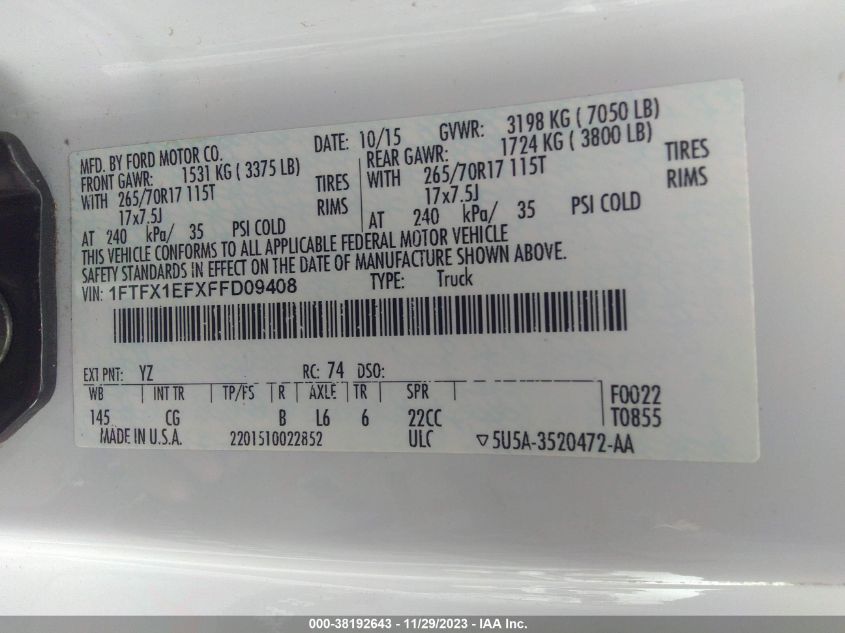 MFD. BY FORD MOTOR CO.
DATE: 10/15 GVWR: 3198 KG ( 7050 LB)
FRONT GAWR: 1531 KG ( 3375 LB)
REAR GAWR: 1724 KG ( 3800 LB)
WITH 265/70R17 115T TIRES
WITH 265/70R17 115T TIRES
17x7.5J RIMS
17x7.5J RIMS
AT 240 kPa/ 35 PSI COLD
AT 240 kPa/ 35 PSI COLD
THIS VEHICLE CONFORMS TO ALL APPLICABLE FEDERAL MOTOR VEHICLE
SAFETY STANDARDS IN EFFECT ON THE DATE OF MANUFACTURE SHOWN ABOVE.
VIN: 1FTFX1EFXFFD09408 TYPE: Truck
EXT PNT: YZ RC: 74 DSO:
WB INT TR TP/FS R AXLE TR SPR F0022
145 CG B L6 6 22CC T0855
MADE IN U.S.A. 2201510022852 ULC ▽5U5A-3520472-AA
000-38192643 - 11/29/2023 - IAA Inc.